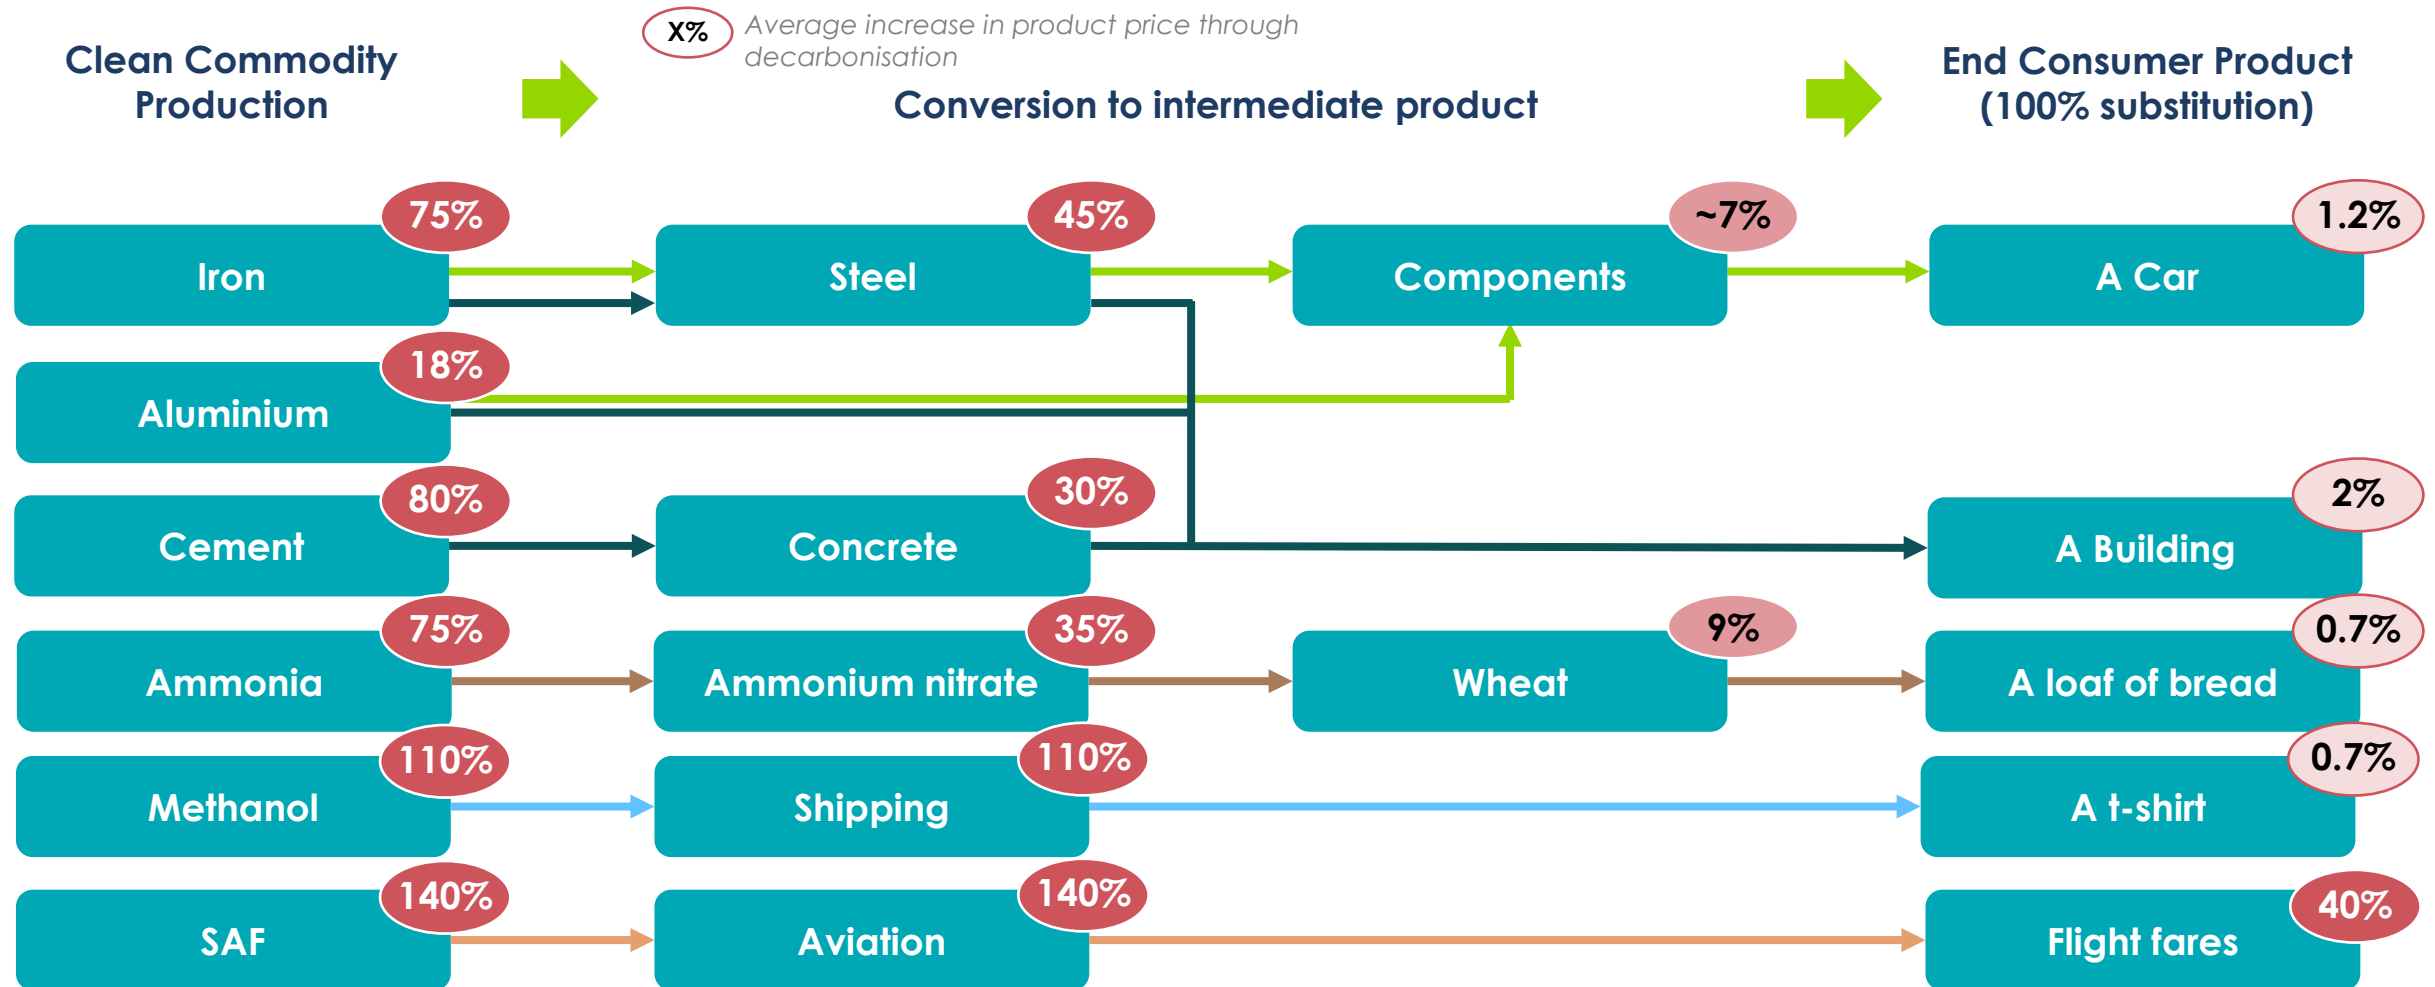 X%
Average increase in product price through
decarbonisation
Clean Commodity
Production
Conversion to intermediate product
End Consumer Product
(100% substitution)
75%
Iron
45%
Steel
~7%
Components
1.2%
A Car
18%
Aluminium
80%
Cement
30%
Concrete
2%
A Building
75%
Ammonia
35%
Ammonium nitrate
9%
Wheat
0.7%
A loaf of bread
110%
Methanol
110%
Shipping
0.7%
A t-shirt
140%
SAF
140%
Aviation
40%
Flight fares